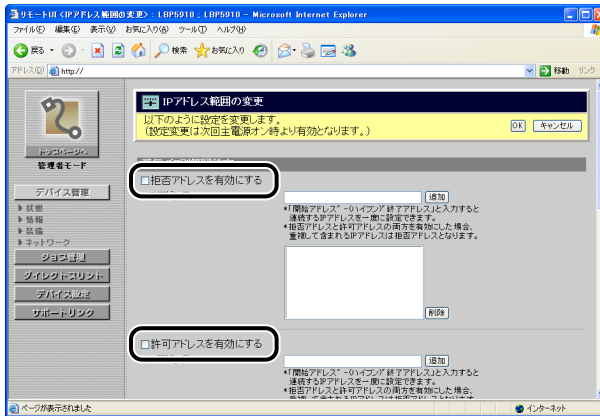 リモートUI <IPアドレス範囲の変更> : LBP5910 ; LBP5910 - Microsoft Internet Explorer
ファイル(F) 編集(E) 表示(V) お気に入り(A) ツール(T) ヘルプ(H)
戻る 検索 お気に入り
アドレス(D) http:// 移動 リンク
トップページへ
管理者モード
デバイス管理
状態
情報
装備
ネットワーク
ジョブ管理
ダイレクトプリント
デバイス設定
サポートリンク
IPアドレス範囲の変更
以下のように設定を変更します。
(設定変更は次回主電源オン時より有効となります。)
OK キャンセル
拒否アドレスを有効にする
追加
*「開始アドレス"-"(ハイフン)" 終了アドレス」と入力すると
連続するIPアドレスを一度に設定できます。
*拒否アドレスと許可アドレスの両方を有効にした場合、
重複して含まれるIPアドレスは拒否アドレスとなります。
削除
許可アドレスを有効にする
追加
*「開始アドレス"-"(ハイフン)" 終了アドレス」と入力すると
連続するIPアドレスを一度に設定できます。
*拒否アドレスと許可アドレスの両方を有効にした場合、
ページが表示されました インターネット